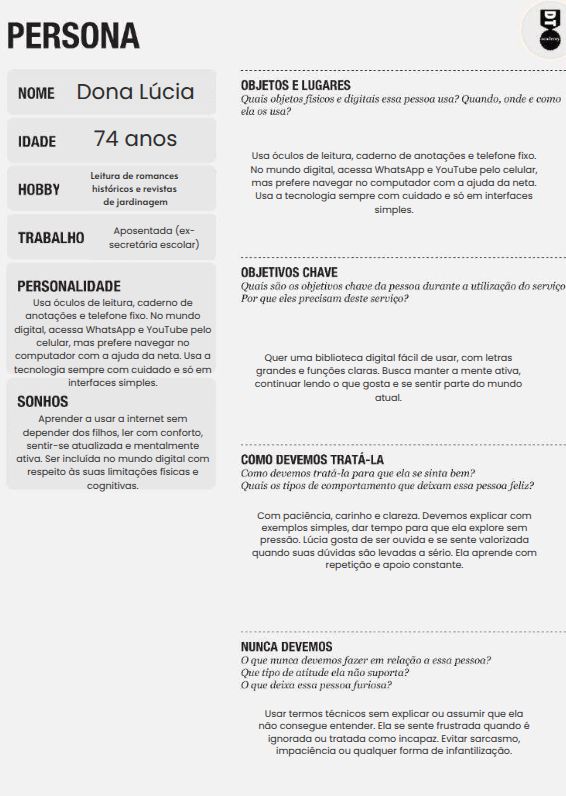 PERSONA
DT
academy
NOME Dona Lúcia
IDADE 74 anos
HOBBY Leitura de romances
históricos e revistas
de jardinagem
TRABALHO Aposentada (ex-
secretária escolar)
PERSONALIDADE
Usa óculos de leitura, caderno de
anotações e telefone fixo. No mundo
digital, acessa WhatsApp e YouTube pelo
celular, mas prefere navegar no
computador com a ajuda da neta. Usa a
tecnologia sempre com cuidado e só em
interfaces simples.
SONHOS
Aprender a usar a internet sem
depender dos filhos, ler com conforto,
sentir-se atualizada e mentalmente
ativa. Ser incluída no mundo digital com
respeito às suas limitações físicas e
cognitivas.
OBJETOS E LUGARES
Quais objetos físicos e digitais essa pessoa usa? Quando, onde e como
ela os usa?
Usa óculos de leitura, caderno de anotações e telefone fixo.
No mundo digital, acessa WhatsApp e YouTube pelo celular,
mas prefere navegar no computador com a ajuda da neta.
Usa a tecnologia sempre com cuidado e só em interfaces
simples.
OBJETIVOS CHAVE
Quais são os objetivos chave da pessoa durante a utilização do serviço
Por que eles precisam deste serviço?
Quer uma biblioteca digital fácil de usar, com letras
grandes e funções claras. Busca manter a mente ativa,
continuar lendo o que gosta e se sentir parte do mundo
atual.
COMO DEVEMOS TRATÁ-LA
Como devemos tratá-la para que ela se sinta bem?
Quais os tipos de comportamento que deixam essa pessoa feliz?
Com paciência, carinho e clareza. Devemos explicar com
exemplos simples, dar tempo para que ela explore sem
pressão. Lúcia gosta de ser ouvida e se sente valorizada
quando suas dúvidas são levadas a sério. Ela aprende com
repetição e apoio constante.
NUNCA DEVEMOS
O que nunca devemos fazer em relação a essa pessoa?
Que tipo de atitude ela não suporta?
O que deixa essa pessoa furiosa?
Usar termos técnicos sem explicar ou assumir que ela
não consegue entender. Ela se sente frustrada quando é
ignorada ou tratada como incapaz. Evitar sarcasmo,
impaciência ou qualquer forma de infantilização.